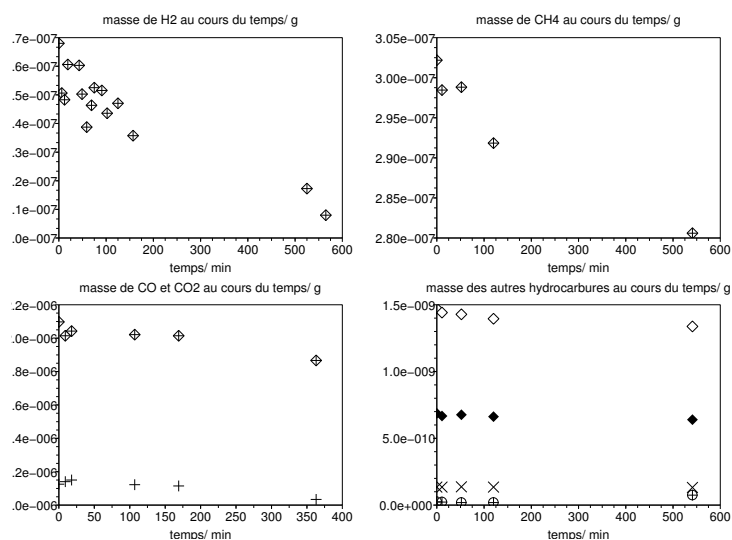 masse de H2 au cours du temps/ g
.7e-007
.6e-007
.5e-007
.4e-007
.3e-007
.2e-007
.1e-007
.0e-007
0 100 200 300 400 500 600
temps/ min
masse de CH4 au cours du temps/ g
3.05e-007
3.00e-007
2.95e-007
2.90e-007
2.85e-007
2.80e-007
0 100 200 300 400 500 600
temps/ min
masse de CO et CO2 au cours du temps/ g
.2e-006
.0e-006
.8e-006
.6e-006
.4e-006
.2e-006
.0e-006
0 50 100 150 200 250 300 350 400
temps/ min
masse des autres hydrocarbures au cours du temps/ g
1.5e-009
1.0e-009
5.0e-010
0.0e+000
0 100 200 300 400 500 600
temps/ min